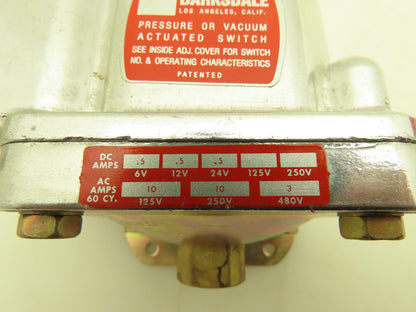 BARKSDALE
LOS ANGELES, CALIF.
PRESSURE OR VACUUM
ACTUATED SWITCH
SEE INSIDE ADJ. COVER FOR SWITCH
NO. & OPERATING CHARACTERISTICS
PATENTED
DC AMPS .5 .5 .5
6V 12V 24V 125V 250V
AC AMPS 60 CY. 10 10 3
125V 250V 480V